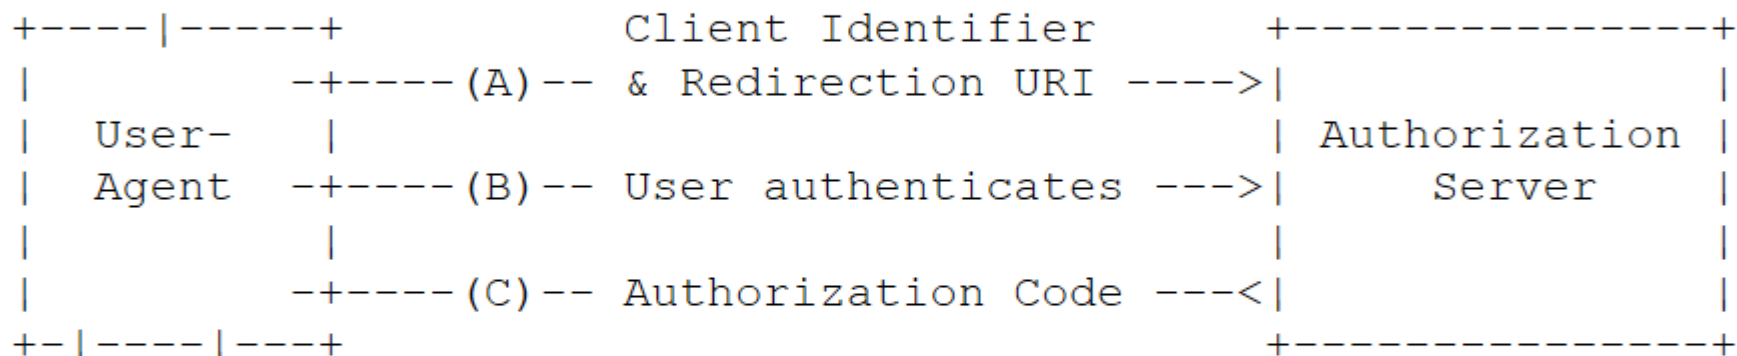 +----|-----+          Client Identifier      +---------------+
|         -+----(A)-- & Redirection URI ---->|               |
|  User-   |                                 | Authorization |
|  Agent  -+----(B)-- User authenticates --->|     Server    |
|          |                                 |               |
|         -+----(C)-- Authorization Code ---<|               |
+-|----|---+                                 +---------------+